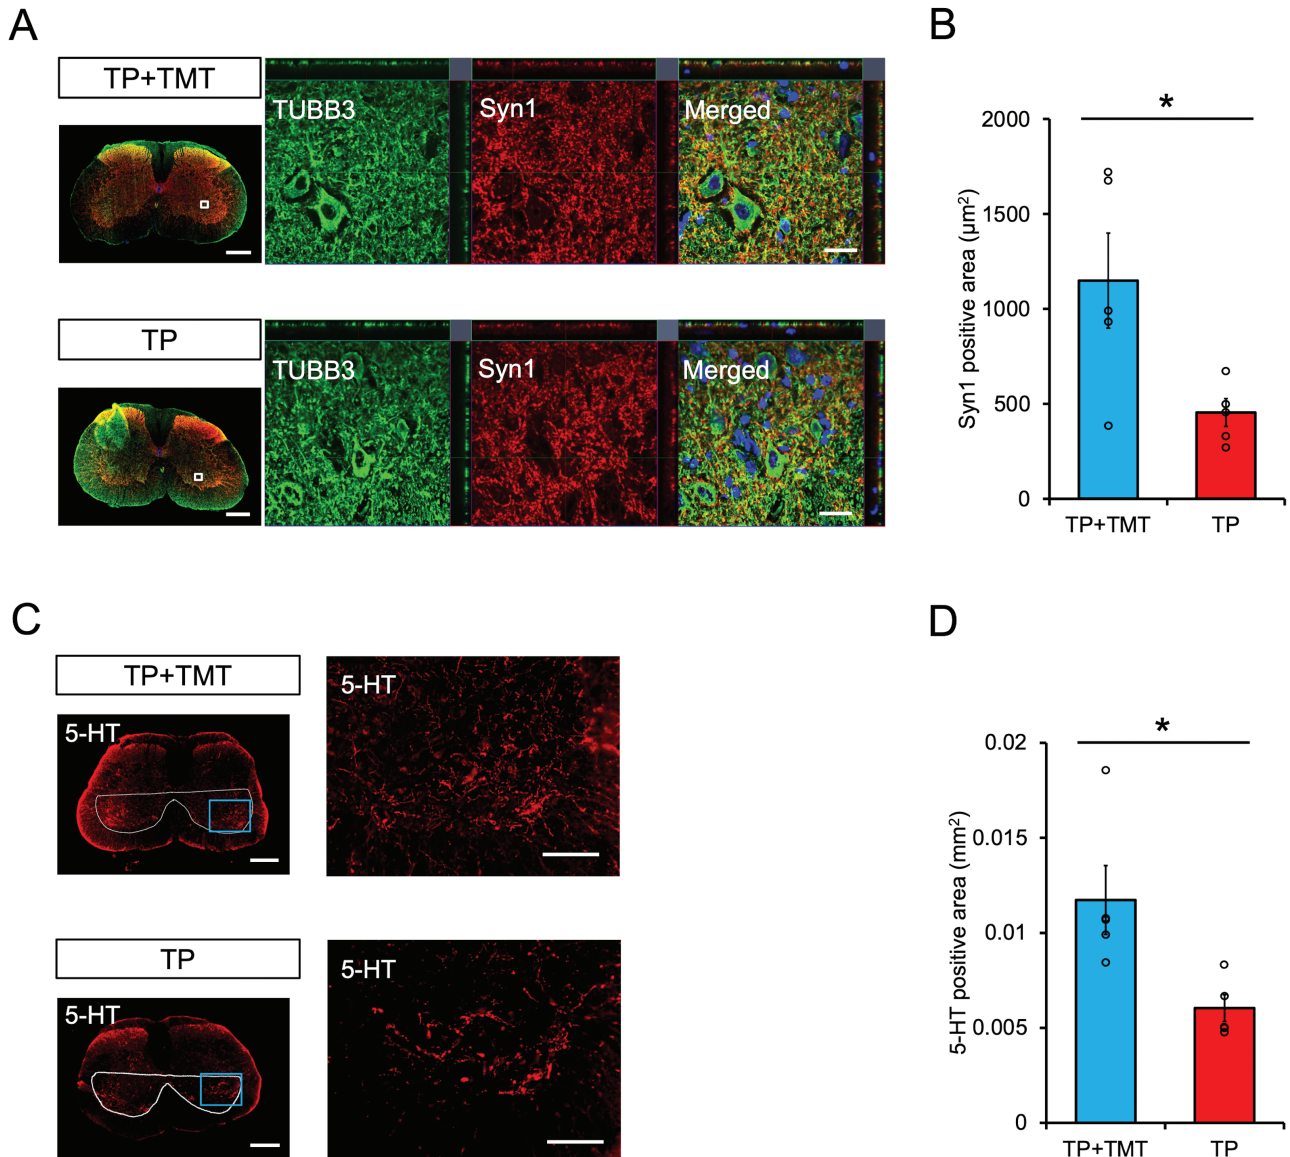 A
TP+TMT
TUBB3
Syn1
Merged
TP
TUBB3
Syn1
Merged
B
*
Syn1 positive area (µm²)
2000
1500
1000
500
0
TP+TMT
TP
C
TP+TMT
5-HT
5-HT
TP
5-HT
5-HT
D
*
5-HT positive area (mm²)
0.02
0.015
0.01
0.005
0
TP+TMT
TP